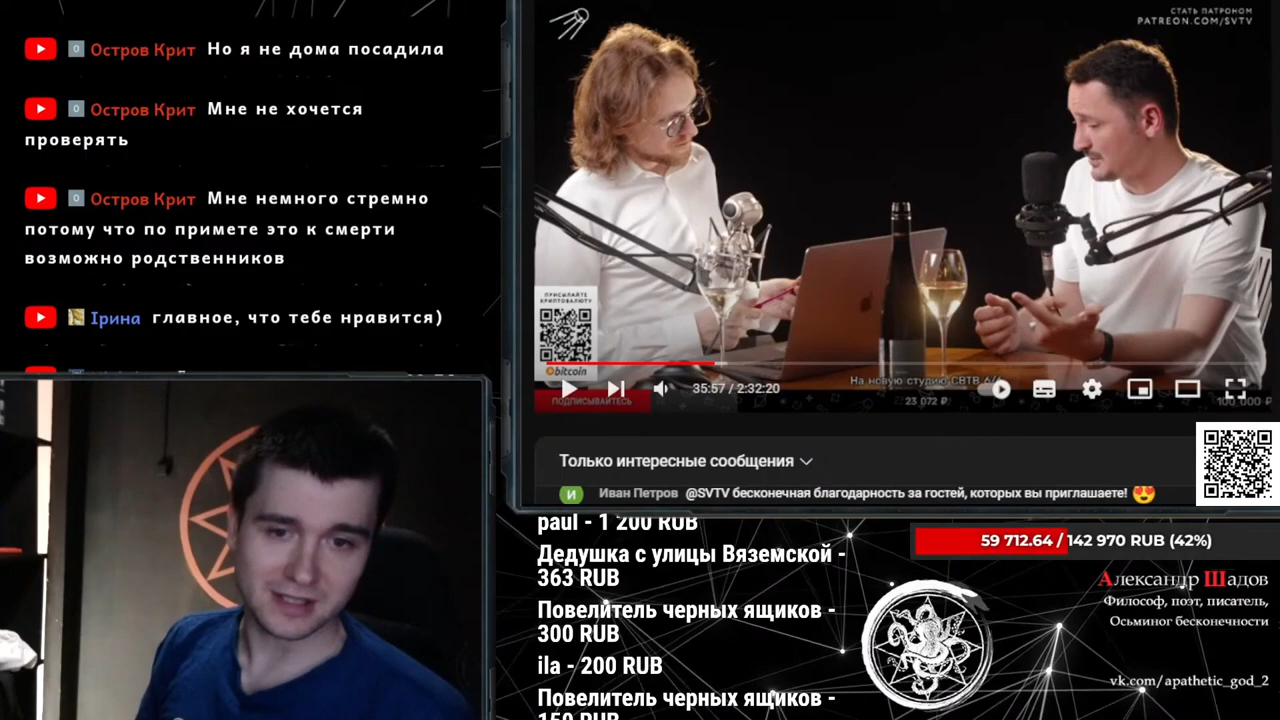 Остров Крит Но я не дома посадила
Остров Крит Мне не хочется
проверять
Остров Крит Мне немного стремно
потому что по примете это к смерти
возможно родственников
Ірина главное, что тебе нравится)
СТАТЬ ПАТРОНОМ
PATREON.COM/SVTV
ПРИСЫЛАЙТЕ
КРИПТОВАЛЮТУ
bitcoin
ПОДПИСЫВАЙТЕСЬ
35:57 / 2:32:20
На новую студию СВТВ
23 072 ₽
100 000 ₽
Только интересные сообщения
И Иван Петров @SVTV бесконечная благодарность за гостей, которых вы приглашаете! 😍
paul - 1 200 RUB
Дедушка с улицы Вяземской -
363 RUB
Повелитель черных ящиков -
300 RUB
ila - 200 RUB
Повелитель черных ящиков -
150 RUB
59 712.64 / 142 970 RUB (42%)
Александр Шадов
Философ, поэт, писатель,
Осьминог бесконечности
vk.com/apathetic_god_2